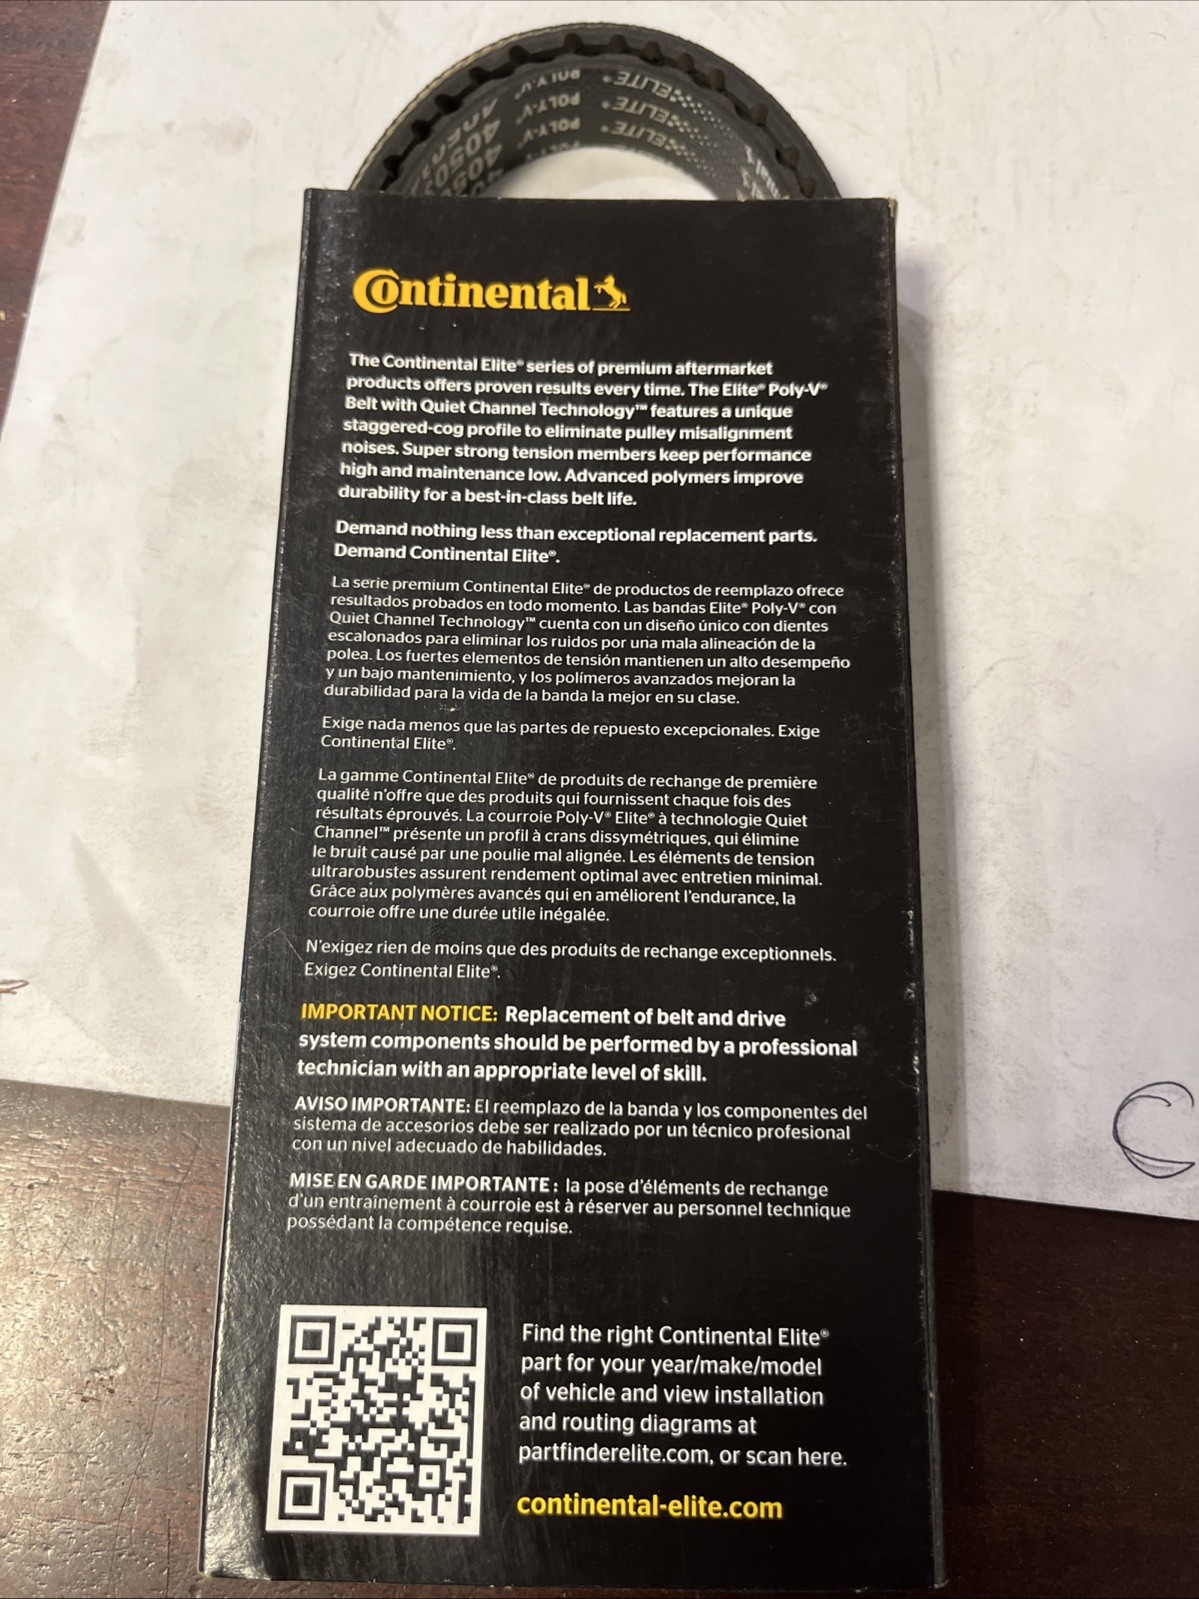 POLY-V® ELITE®
POLY-V® ELITE®
POLY-V® ELITE®
Continental
The Continental Elite® series of premium aftermarket
products offers proven results every time. The Elite® Poly-V®
Belt with Quiet Channel Technology™ features a unique
staggered-cog profile to eliminate pulley misalignment
noises. Super strong tension members keep performance
high and maintenance low. Advanced polymers improve
durability for a best-in-class belt life.
Demand nothing less than exceptional replacement parts.
Demand Continental Elite®.
La serie premium Continental Elite® de productos de reemplazo ofrece
resultados probados en todo momento. Las bandas Elite® Poly-V® con
Quiet Channel Technology™ cuenta con un diseño único con dientes
escalonados para eliminar los ruidos por una mala alineación de la
polea. Los fuertes elementos de tensión mantienen un alto desempeño
y un bajo mantenimiento, y los polímeros avanzados mejoran la
durabilidad para la vida de la banda la mejor en su clase.
Exige nada menos que las partes de repuesto excepcionales. Exige
Continental Elite®.
La gamme Continental Elite® de produits de rechange de première
qualité n'offre que des produits qui fournissent chaque fois des
résultats éprouvés. La courroie Poly-V® Elite® à technologie Quiet
Channel™ présente un profil à crans dissymétriques, qui élimine
le bruit causé par une poulie mal alignée. Les éléments de tension
ultrarobustes assurent rendement optimal avec entretien minimal.
Grâce aux polymères avancés qui en améliorent l'endurance, la
courroie offre une durée utile inégalée.
N'exigez rien de moins que des produits de rechange exceptionnels.
Exigez Continental Elite®.
IMPORTANT NOTICE: Replacement of belt and drive
system components should be performed by a professional
technician with an appropriate level of skill.
AVISO IMPORTANTE: El reemplazo de la banda y los componentes del
sistema de accesorios debe ser realizado por un técnico profesional
con un nivel adecuado de habilidades.
MISE EN GARDE IMPORTANTE : la pose d'éléments de rechange
d'un entraînement à courroie est à réserver au personnel technique
possédant la compétence requise.
Find the right Continental Elite®
part for your year/make/model
of vehicle and view installation
and routing diagrams at
partfinderelite.com, or scan here.
continental-elite.com